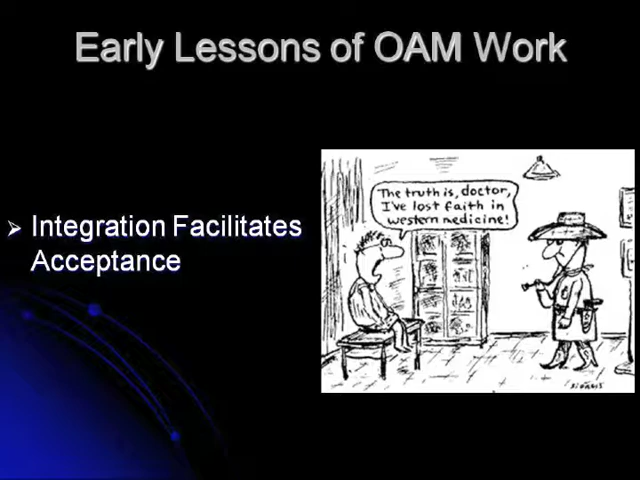 Early Lessons of OAM Work
➢ Integration Facilitates
Acceptance
The truth is, doctor,
I've lost faith in
western medicine!